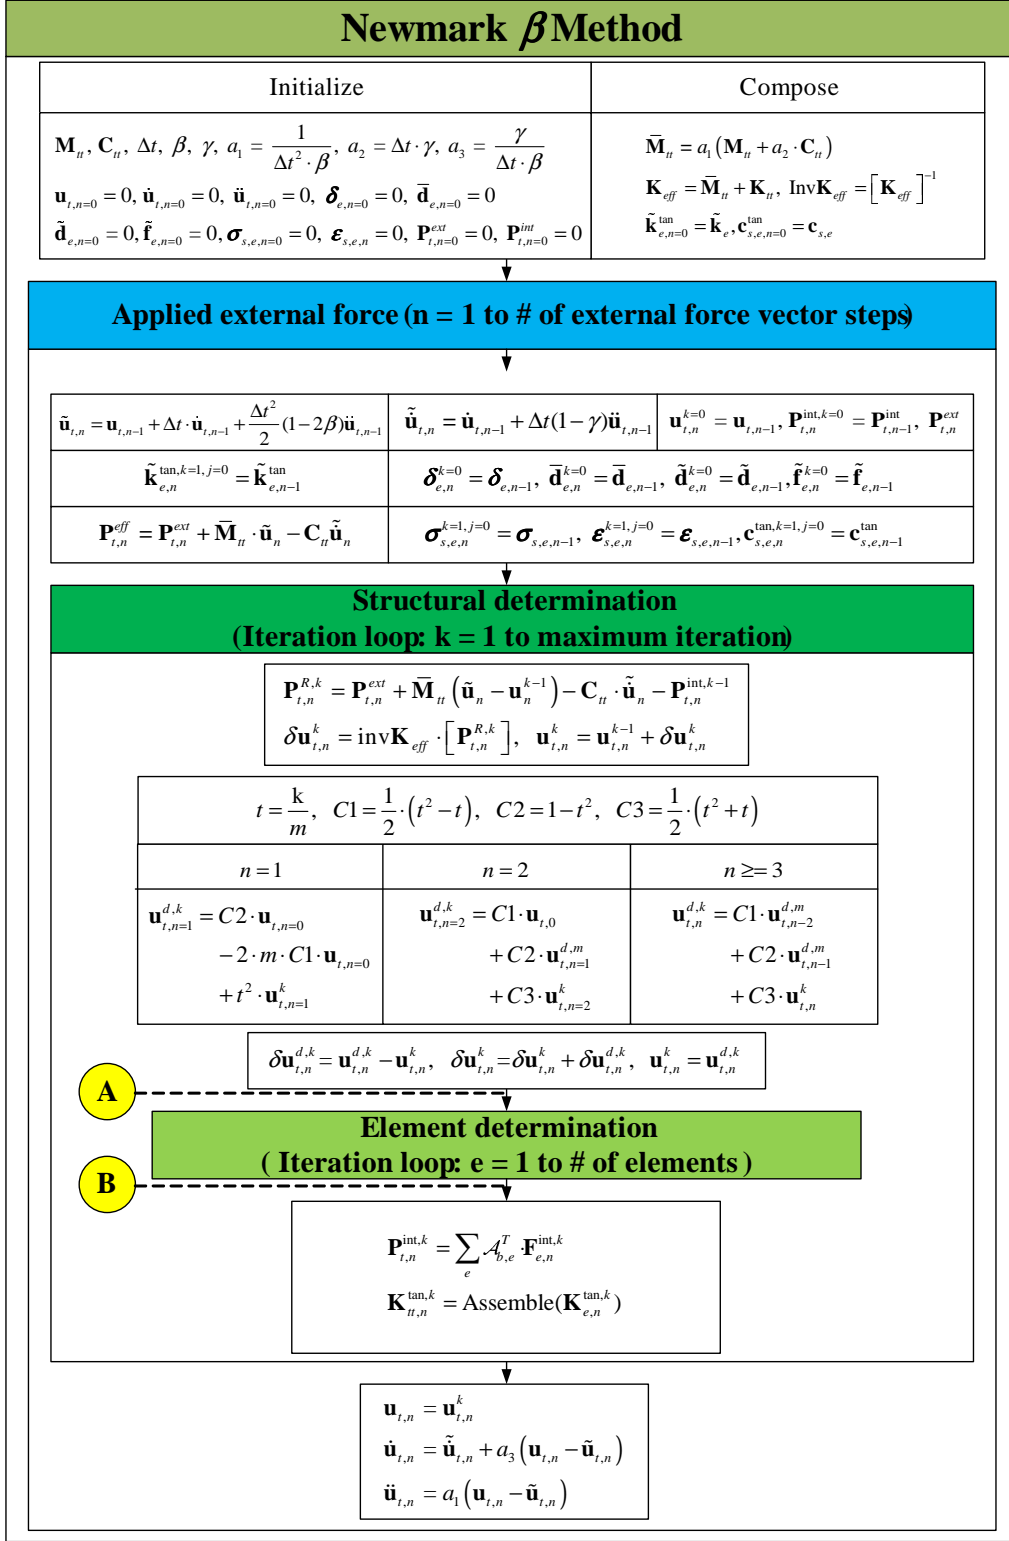 Newmark β Method
Initialize
Compose
M_tt, C_tt, Δt, β, γ, a_1 = 1/(Δt^2 · β), a_2 = Δt · γ, a_3 = γ/(Δt · β)
u_{t,n=0} = 0, u̇_{t,n=0} = 0, ü_{t,n=0} = 0, δ_{e,n=0} = 0, d̄_{e,n=0} = 0
d̃_{e,n=0} = 0, f̃_{e,n=0} = 0, σ_{s,e,n=0} = 0, ε_{s,e,n} = 0, P^{ext}_{t,n=0} = 0, P^{int}_{t,n=0} = 0
M̄_tt = a_1 (M_tt + a_2 · C_tt)
K_eff = M̄_tt + K_tt, InvK_eff = [K_eff]^{-1}
k̃^{tan}_{e,n=0} = k̃_e, c^{tan}_{s,e,n=0} = c_{s,e}
Applied external force (n = 1 to # of external force vector steps)
ũ_{t,n} = u_{t,n-1} + Δt · u̇_{t,n-1} + Δt^2/2 (1 − 2β) ü_{t,n-1}
ũ̇_{t,n} = u̇_{t,n-1} + Δt(1 − γ) ü_{t,n-1}
u^{k=0}_{t,n} = u_{t,n-1}, P^{int,k=0}_{t,n} = P^{int}_{t,n-1}, P^{ext}_{t,n}
k̃^{tan,k=1,j=0}_{e,n} = k̃^{tan}_{e,n-1}
δ^{k=0}_{e,n} = δ_{e,n-1}, d̄^{k=0}_{e,n} = d̄_{e,n-1}, d̃^{k=0}_{e,n} = d̃_{e,n-1}, f̃^{k=0}_{e,n} = f̃_{e,n-1}
P^{eff}_{t,n} = P^{ext}_{t,n} + M̄_tt · ũ_n − C_tt ũ̇_n
σ^{k=1,j=0}_{s,e,n} = σ_{s,e,n-1}, ε^{k=1,j=0}_{s,e,n} = ε_{s,e,n-1}, c^{tan,k=1,j=0}_{s,e,n} = c^{tan}_{s,e,n-1}
Structural determination
(Iteration loop: k = 1 to maximum iteration)
P^{R,k}_{t,n} = P^{ext}_{t,n} + M̄_tt (ũ_n − u^{k-1}_n) − C_tt · ũ̇_n − P^{int,k-1}_{t,n}
δu^k_{t,n} = invK_eff · [P^{R,k}_{t,n}], u^k_{t,n} = u^{k-1}_{t,n} + δu^k_{t,n}
t = k/m, C1 = 1/2 · (t^2 − t), C2 = 1 − t^2, C3 = 1/2 · (t^2 + t)
n = 1
n = 2
n >= 3
u^{d,k}_{t,n=1} = C2 · u_{t,n=0}
− 2 · m · C1 · u_{t,n=0}
+ t^2 · u^k_{t,n=1}
u^{d,k}_{t,n=2} = C1 · u_{t,0}
+ C2 · u^{d,m}_{t,n=1}
+ C3 · u^k_{t,n=2}
u^{d,k}_{t,n} = C1 · u^{d,m}_{t,n-2}
+ C2 · u^{d,m}_{t,n-1}
+ C3 · u^k_{t,n}
δu^{d,k}_{t,n} = u^{d,k}_{t,n} − u^k_{t,n}, δu^k_{t,n} = δu^k_{t,n} + δu^{d,k}_{t,n}, u^k_{t,n} = u^{d,k}_{t,n}
A
Element determination
( Iteration loop: e = 1 to # of elements )
B
P^{int,k}_{t,n} = ∑_e 𝒜^T_{b,e} · F^{int,k}_{e,n}
K^{tan,k}_{tt,n} = Assemble(K^{tan,k}_{e,n})
u_{t,n} = u^k_{t,n}
u̇_{t,n} = ũ̇_{t,n} + a_3 (u_{t,n} − ũ_{t,n})
ü_{t,n} = a_1 (u_{t,n} − ũ_{t,n})